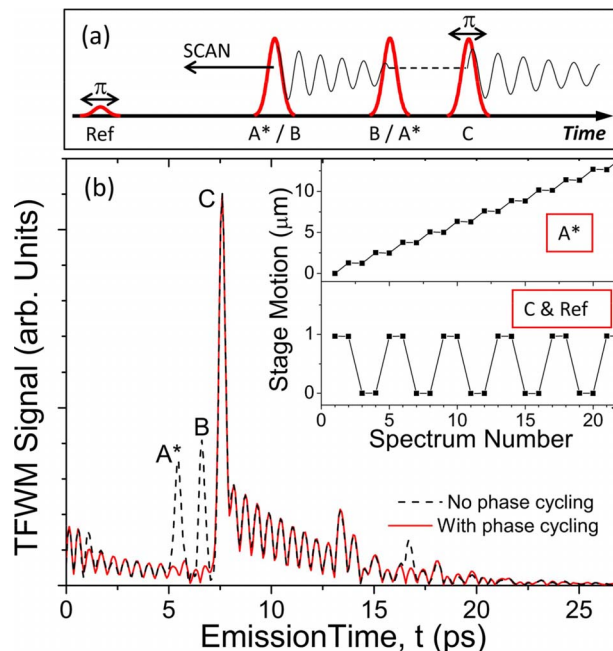 (a)
SCAN
π
π
Ref
A* / B
B / A*
C
Time
(b)
C
A*
B
TFWM Signal (arb. Units)
Stage Motion (μm)
10
5
0
A*
1
0
C & Ref
0
5
10
15
20
Spectrum Number
No phase cycling
With phase cycling
0
5
10
15
20
25
EmissionTime, t (ps)